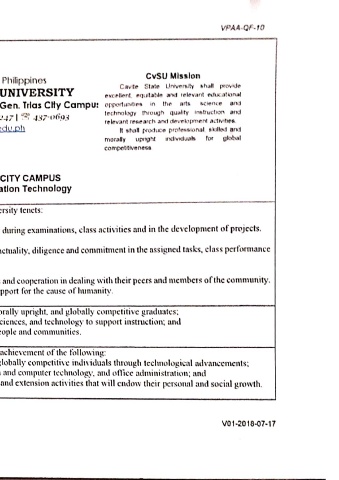 VPAA-QF-10
CvSU Mission
Philippines
Cavite State University shall provide
UNIVERSITY
excellent, equitable and relevant educational
Gen. Trias City Campus
opportunities in the arts, science and
247 | ☏ 437-0693
technology through quality instruction and
relevant research and development activities.
edu.ph
It shall produce professional, skilled and
morally upright individuals for global
competitiveness
CITY CAMPUS
ation Technology
ersity tenets:
during examinations, class activities and in the development of projects.
nctuality, diligence and commitment in the assigned tasks, class performance
and cooperation in dealing with their peers and members of the community.
pport for the cause of humanity.
orally upright, and globally competitive graduates;
ciences, and technology to support instruction; and
eople and communities.
achievement of the following:
globally competitive individuals through technological advancements;
and computer technology, and office administration; and
and extension activities that will endow their personal and social growth.
V01-2018-07-17